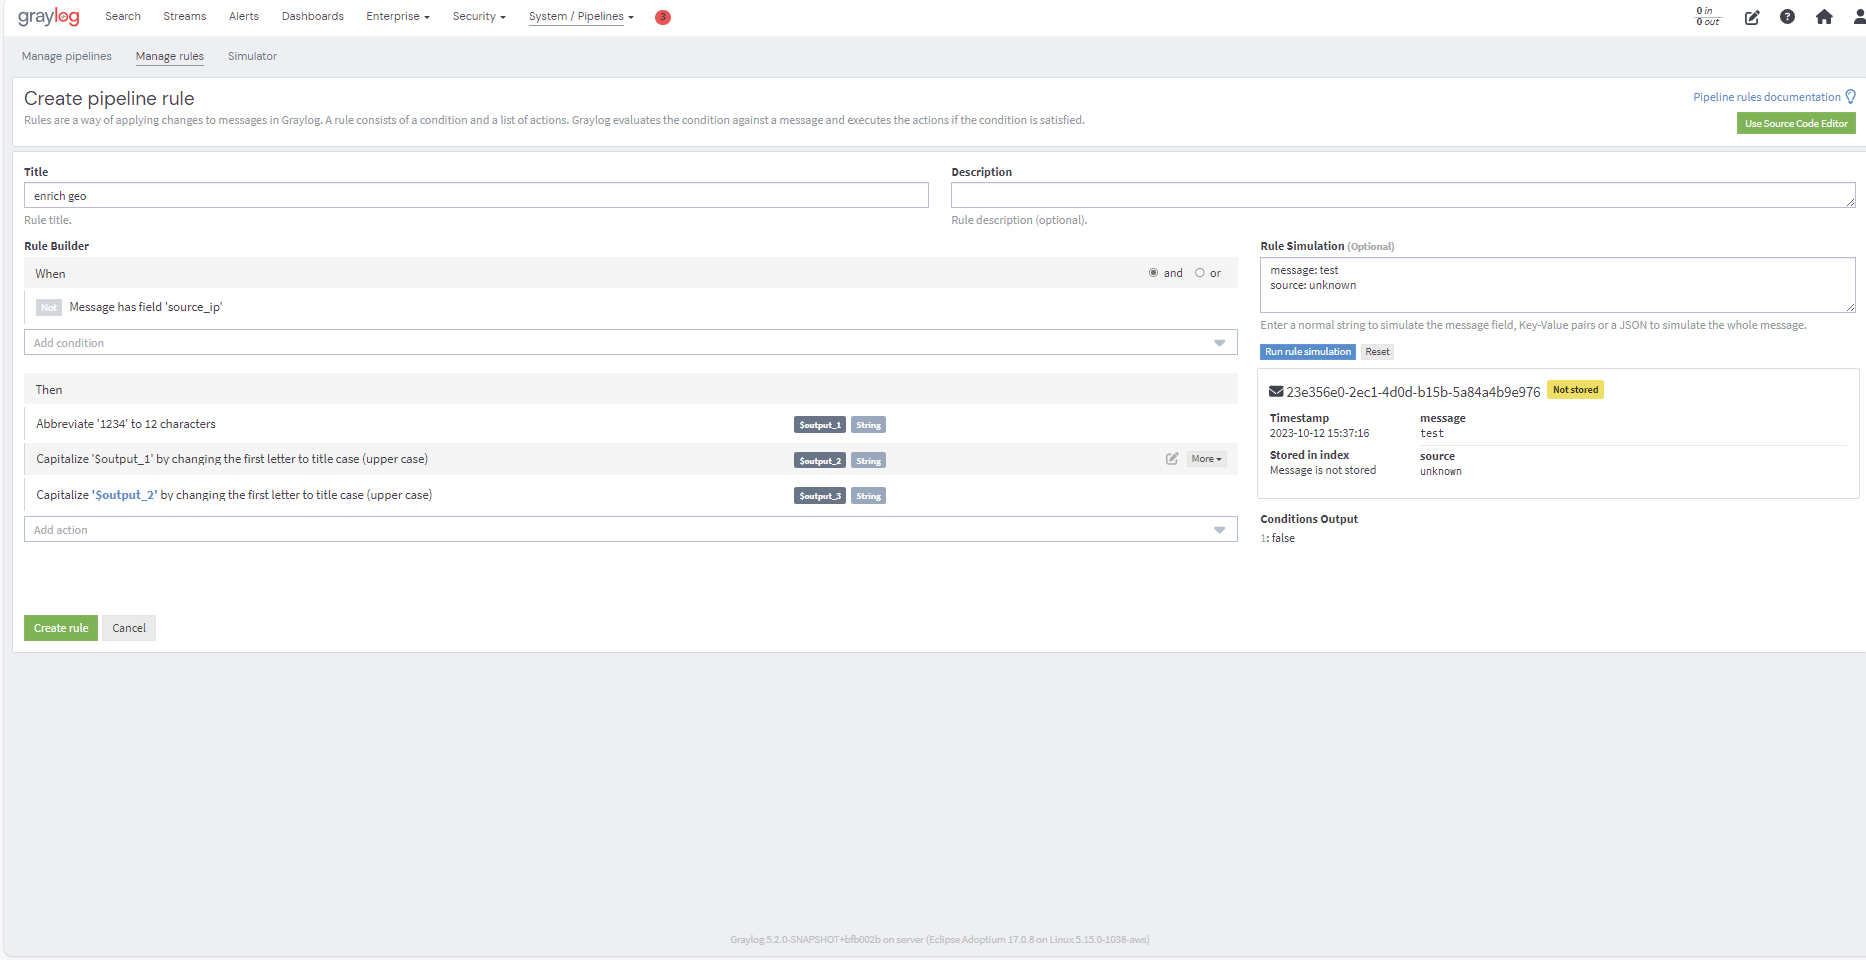 graylog Search Streams Alerts Dashboards Enterprise Security System / Pipelines 3 0 in
0 out
Manage pipelines Manage rules Simulator
Create pipeline rule
Pipeline rules documentation
Rules are a way of applying changes to messages in Graylog. A rule consists of a condition and a list of actions. Graylog evaluates the condition against a message and executes the actions if the condition is satisfied.
Use Source Code Editor
Title
enrich geo
Rule title.
Description
Rule description (optional).
Rule Builder
When and or
Not Message has field 'source_ip'
Add condition
Then
Abbreviate '1234' to 12 characters $output_1 String
Capitalize '$output_1' by changing the first letter to title case (upper case) $output_2 String More
Capitalize '$output_2' by changing the first letter to title case (upper case) $output_3 String
Add action
Rule Simulation (Optional)
message: test
source: unknown
Enter a normal string to simulate the message field, Key-Value pairs or a JSON to simulate the whole message.
Run rule simulation Reset
23e356e0-2ec1-4d0d-b15b-5a84a4b9e976 Not stored
Timestamp
2023-10-12 15:37:16
Stored in index
Message is not stored
message
test
source
unknown
Conditions Output
1: false
Create rule Cancel
Graylog 5.2.0-SNAPSHOT+bfb002b on server (Eclipse Adoptium 17.0.8 on Linux 5.15.0-1038-aws)